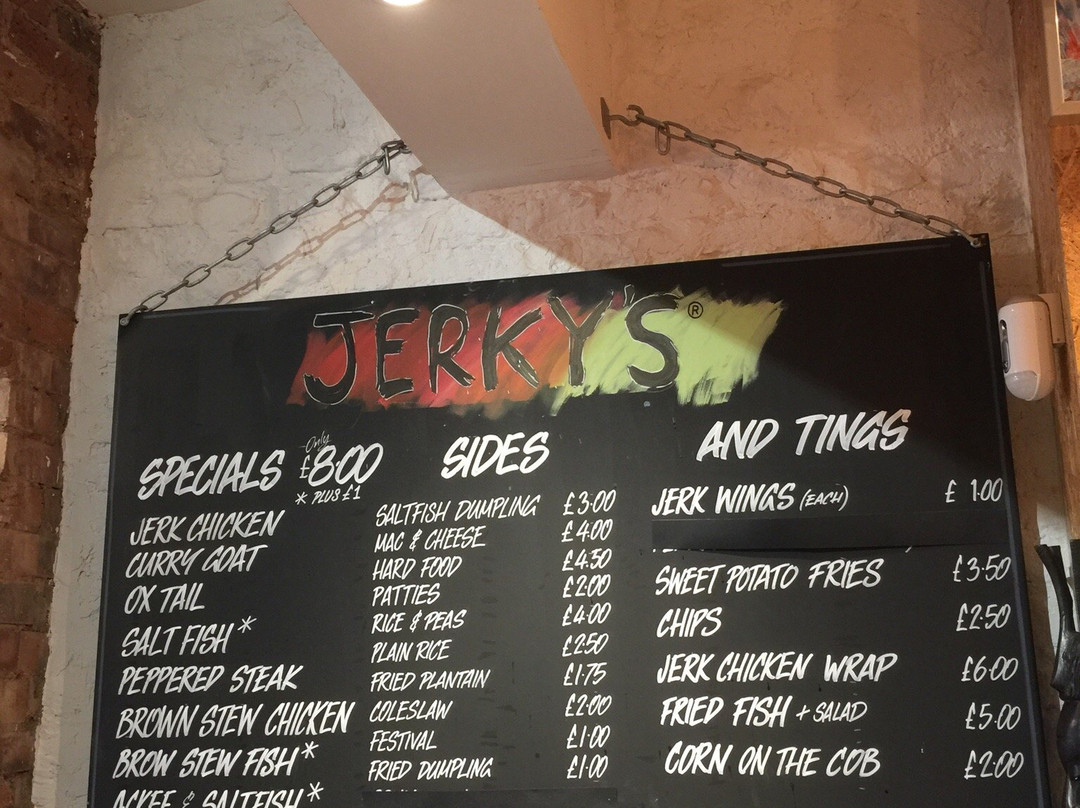 JERKY'S®
SPECIALS Only £8.00
* PLUS £1
JERK CHICKEN
CURRY GOAT
OX TAIL
SALT FISH *
PEPPERED STEAK
BROWN STEW CHICKEN
BROW STEW FISH *
ACKEE & SALTFISH *
SIDES
SALTFISH DUMPLING £3.00
MAC & CHEESE £4.00
HARD FOOD £4.50
PATTIES £2.00
RICE & PEAS £4.00
PLAIN RICE £2.50
FRIED PLANTAIN £1.75
COLESLAW £2.00
FESTIVAL £1.00
FRIED DUMPLING £1.00
AND TINGS
JERK WINGS (EACH) £1.00
SWEET POTATO FRIES £3.50
CHIPS £2.50
JERK CHICKEN WRAP £6.00
FRIED FISH + SALAD £5.00
CORN ON THE COB £2.00